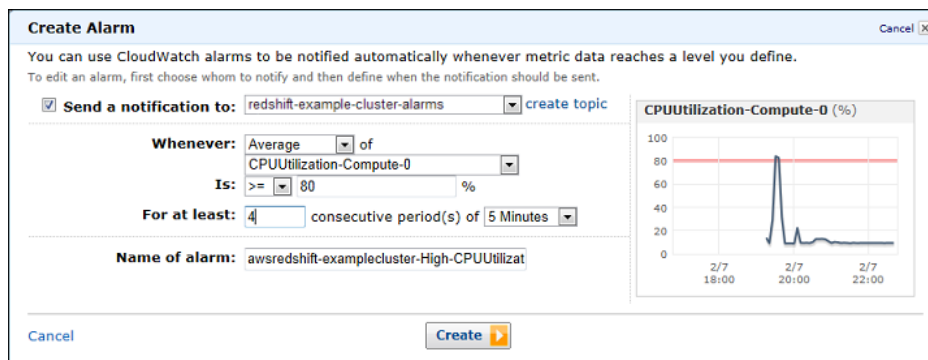 Create Alarm
Cancel
You can use CloudWatch alarms to be notified automatically whenever metric data reaches a level you define.
To edit an alarm, first choose whom to notify and then define when the notification should be sent.
Send a notification to: redshift-example-cluster-alarms create topic
Whenever: Average of
CPUUtilization-Compute-0
Is: >= 80 %
For at least: 4 consecutive period(s) of 5 Minutes
Name of alarm: awsredshift-examplecluster-High-CPUUtilizat
CPUUtilization-Compute-0 (%)
100
80
60
40
20
0
2/7 2/7 2/7
18:00 20:00 22:00
Cancel
Create